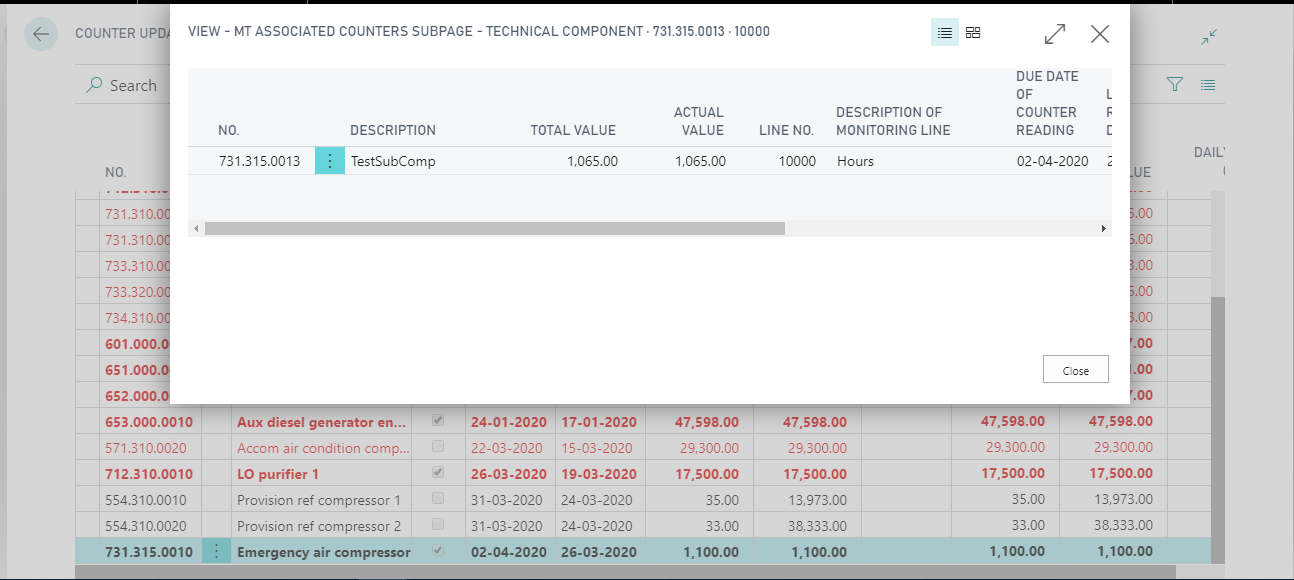 COUNTER UPDA
VIEW - MT ASSOCIATED COUNTERS SUBPAGE - TECHNICAL COMPONENT · 731.315.0013 · 10000
Search
NO. DESCRIPTION TOTAL VALUE ACTUAL VALUE LINE NO. DESCRIPTION OF MONITORING LINE DUE DATE OF COUNTER READING L R D
731.315.0013 TestSubComp 1,065.00 1,065.00 10000 Hours 02-04-2020 2
Close
NO. LUE DAILY
731.310.00 5.00
731.310.00 5.00
733.310.00 3.00
733.320.00 5.00
734.310.00 3.00
601.000.0 7.00
651.000.0 1.00
652.000.0 7.00
653.000.0010 Aux diesel generator en... 24-01-2020 17-01-2020 47,598.00 47,598.00 47,598.00 47,598.00
571.310.0020 Accom air condition comp... 22-03-2020 15-03-2020 29,300.00 29,300.00 29,300.00 29,300.00
712.310.0010 LO purifier 1 26-03-2020 19-03-2020 17,500.00 17,500.00 17,500.00 17,500.00
554.310.0010 Provision ref compressor 1 31-03-2020 24-03-2020 35.00 13,973.00 35.00 13,973.00
554.310.0020 Provision ref compressor 2 31-03-2020 24-03-2020 33.00 38,333.00 33.00 38,333.00
731.315.0010 Emergency air compressor 02-04-2020 26-03-2020 1,100.00 1,100.00 1,100.00 1,100.00